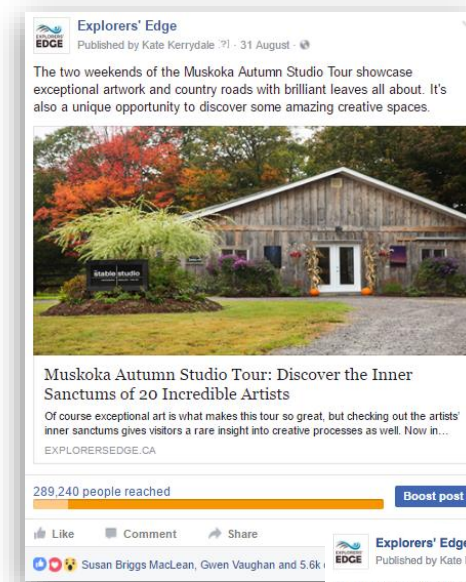 EXPLORERS'
EDGE
Explorers' Edge
Published by Kate Kerrydale [?] · 31 August ·
The two weekends of the Muskoka Autumn Studio Tour showcase
exceptional artwork and country roads with brilliant leaves all about. It's
also a unique opportunity to discover some amazing creative spaces.
stable studio
Muskoka Autumn Studio Tour: Discover the Inner
Sanctums of 20 Incredible Artists
Of course exceptional art is what makes this tour so great, but checking out the artists'
inner sanctums gives visitors a rare insight into creative processes as well. Now in…
EXPLORERSEDGE.CA
289,240 people reached
Boost post
Like Comment Share
Susan Briggs MacLean, Gwen Vaughan and 5.6k
EXPLORERS'
EDGE
Explorers' Edge
Published by Kate